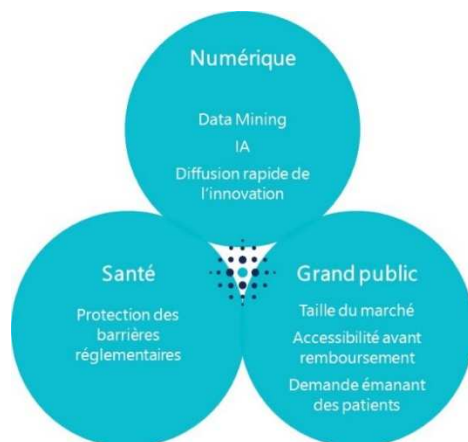 Numérique
Data Mining
IA
Diffusion rapide de
l'innovation
Santé
Protection des
barrières
réglementaires
Grand public
Taille du marché
Accessibilité avant
remboursement
Demande émanant
des patients